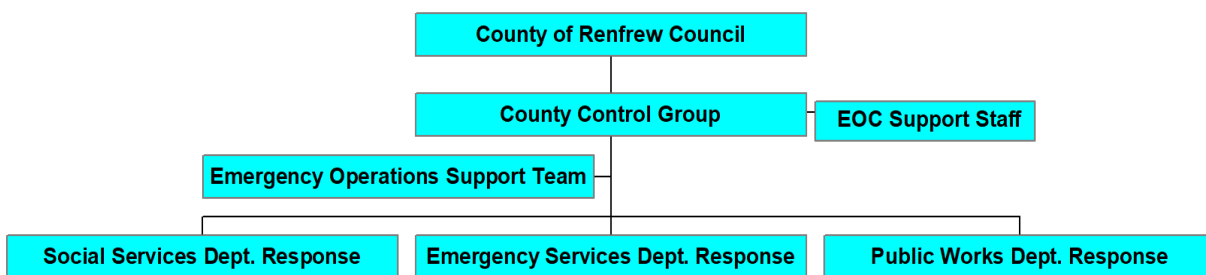 County of Renfrew Council
County Control Group
EOC Support Staff
Emergency Operations Support Team
Social Services Dept. Response
Emergency Services Dept. Response
Public Works Dept. Response